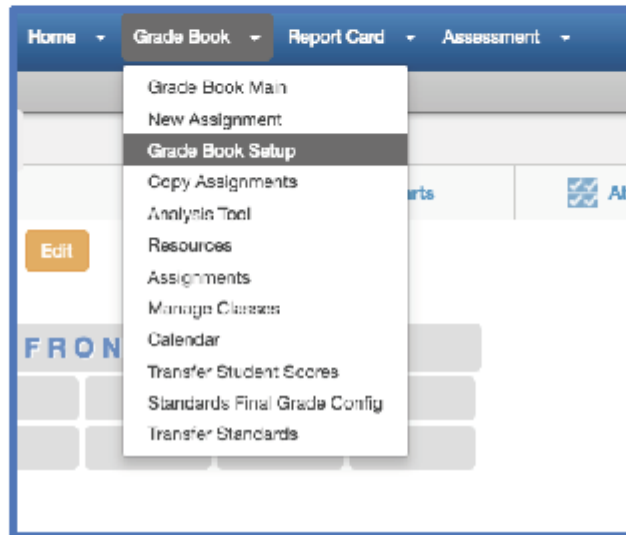 Home Grade Book Report Card Assessment
Grade Book Main
New Assignment
Grade Book Setup
Copy Assignments
Analysis Tool
Resources
Assignments
Manage Classes
Calendar
Transfer Student Scores
Standards Final Grade Config
Transfer Standards
Edit
FRON